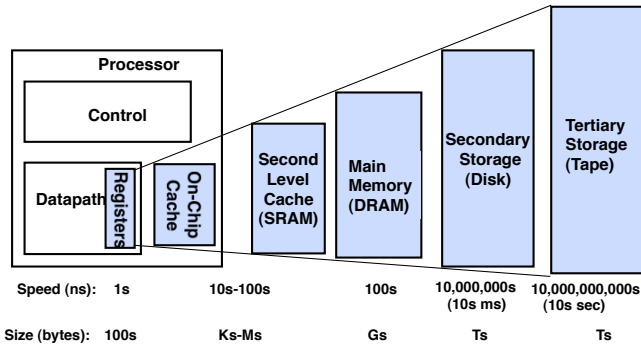 Processor
Control
Datapath
Registers
On-Chip
Cache
Second
Level
Cache
(SRAM)
Main
Memory
(DRAM)
Secondary
Storage
(Disk)
Tertiary
Storage
(Tape)
Speed (ns): 1s 10s-100s 100s 10,000,000s 10,000,000,000s
(10s ms) (10s sec)
Size (bytes): 100s Ks-Ms Gs Ts Ts